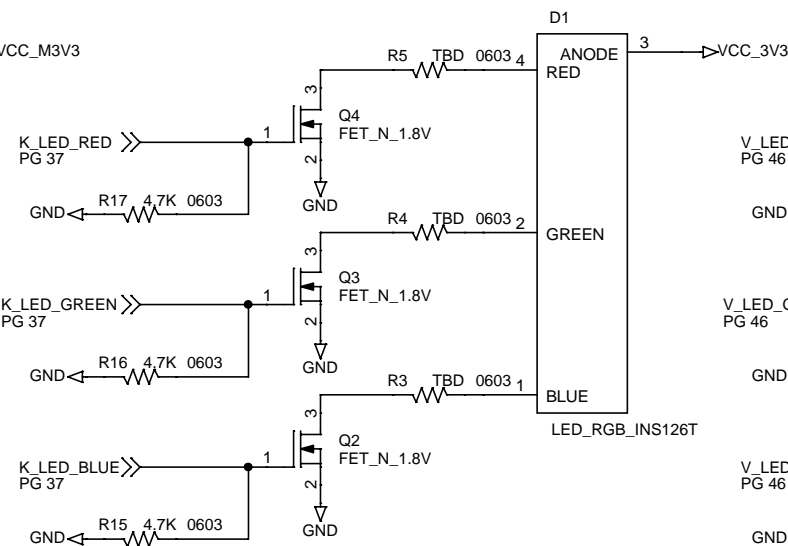 D1
VCC_M3V3
R5 TBD 0603 4
ANODE 3
VCC_3V3
RED
3
Q4
FET_N_1.8V
K_LED_RED 1
PG 37
2
V_LED
PG 46
R17 4.7K 0603
GND
GND
GND
R4 TBD 0603 2
GREEN
3
Q3
FET_N_1.8V
K_LED_GREEN 1
PG 37
2
V_LED_G
PG 46
R16 4.7K 0603
GND
GND
GND
R3 TBD 0603 1
BLUE
3
LED_RGB_INS126T
Q2
FET_N_1.8V
K_LED_BLUE 1
PG 37
2
V_LED
PG 46
R15 4.7K 0603
GND
GND
GND